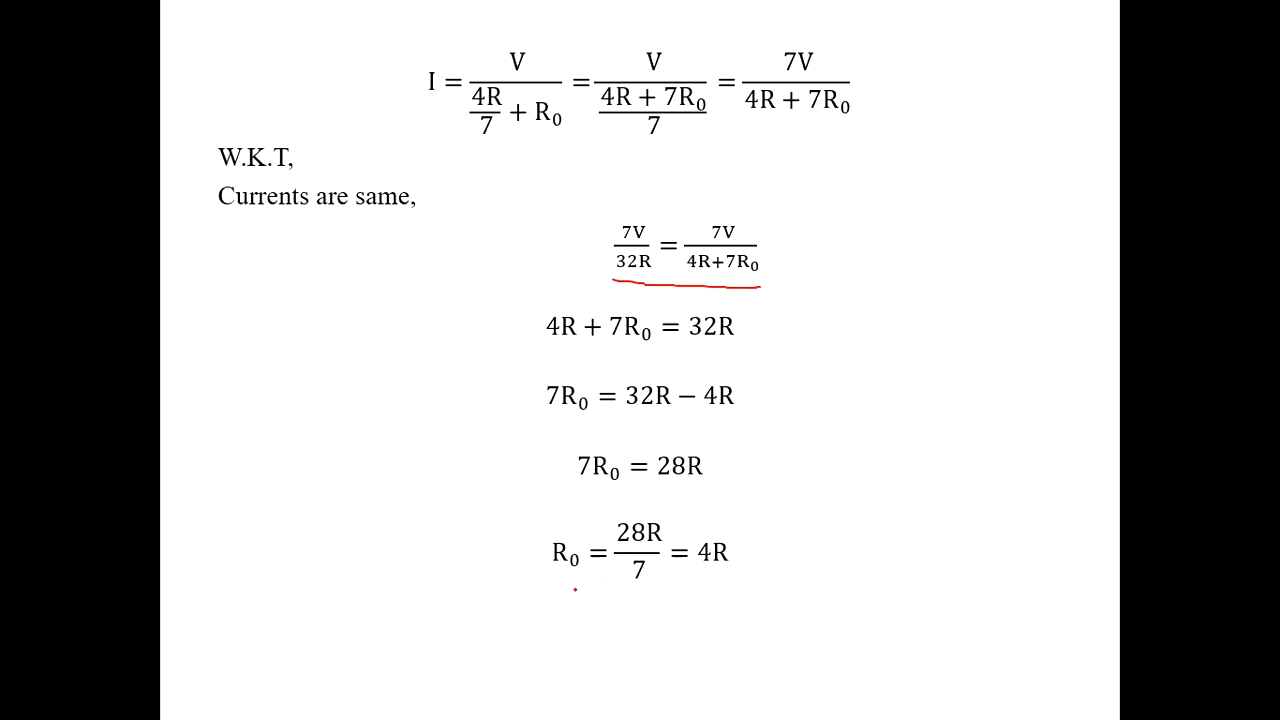 I = V / (4R/7 + R₀) = V / ((4R + 7R₀)/7) = 7V / (4R + 7R₀)
W.K.T,
Currents are same,
7V/32R = 7V/(4R+7R₀)
4R + 7R₀ = 32R
7R₀ = 32R − 4R
7R₀ = 28R
R₀ = 28R/7 = 4R